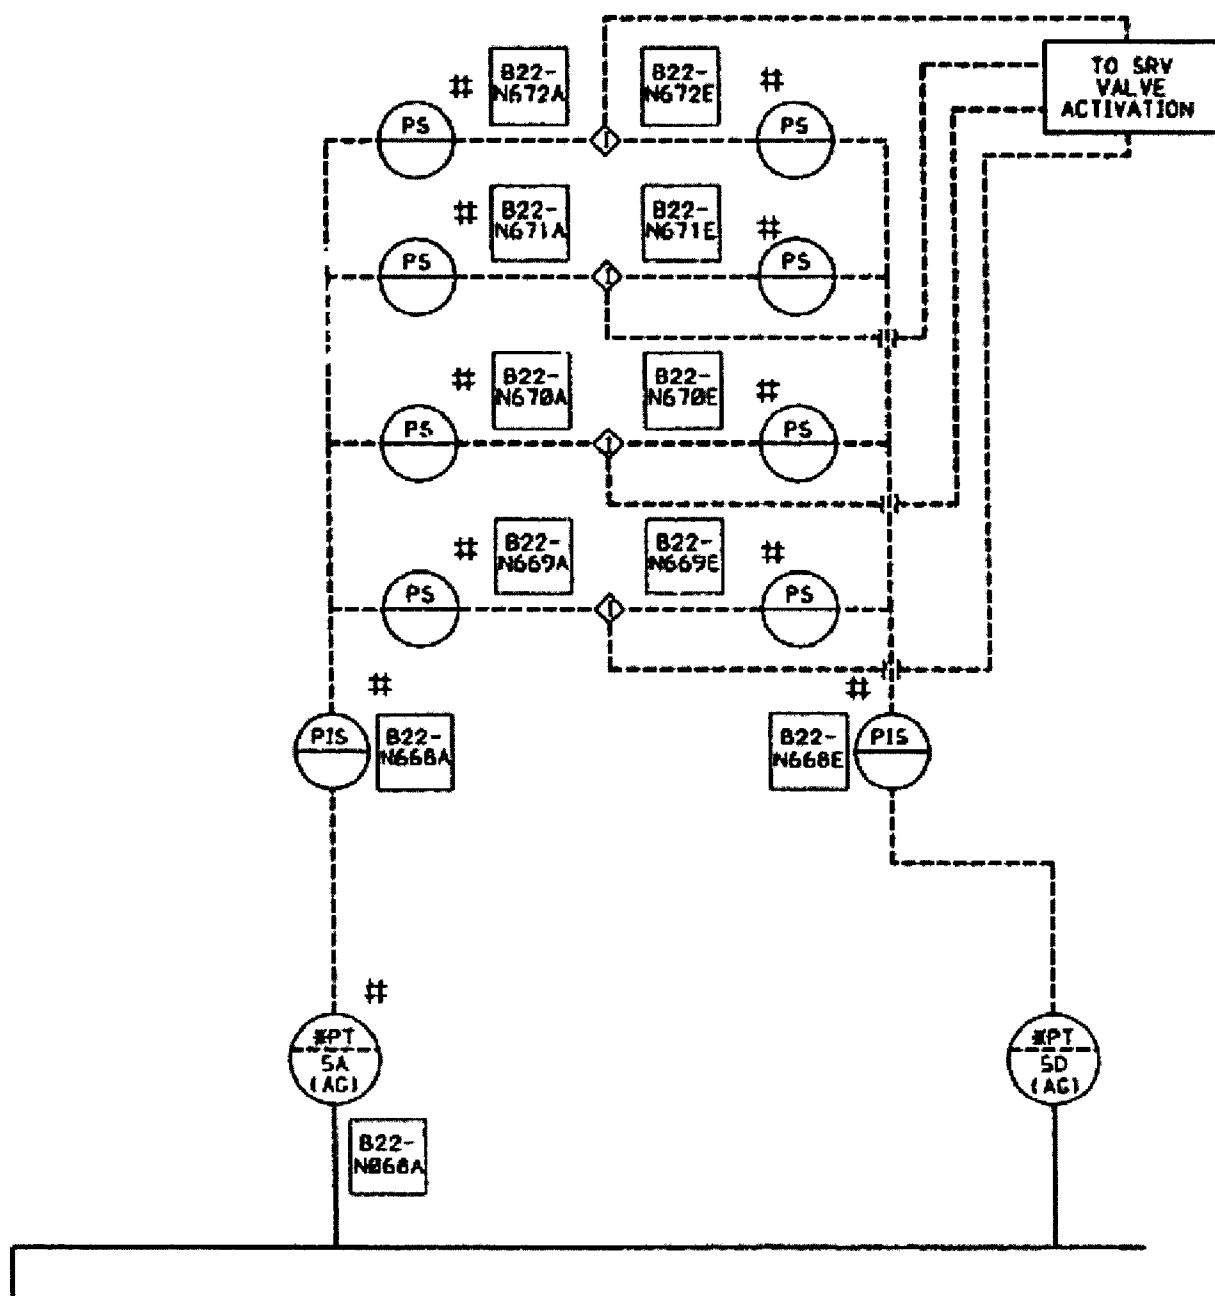 TO SRV
VALVE
ACTIVATION
# B22-
N672A
B22-
N672E #
PS
PS
I
# B22-
N671A
B22-
N671E #
PS
PS
I
# B22-
N670A
B22-
N670E #
PS
PS
I
# B22-
N669A
B22-
N669E #
PS
PS
I
#
#
PIS
B22-
N668A
B22-
N668E
PIS
#
*PT
5A
(AC)
*PT
5D
(AC)
B22-
N068A